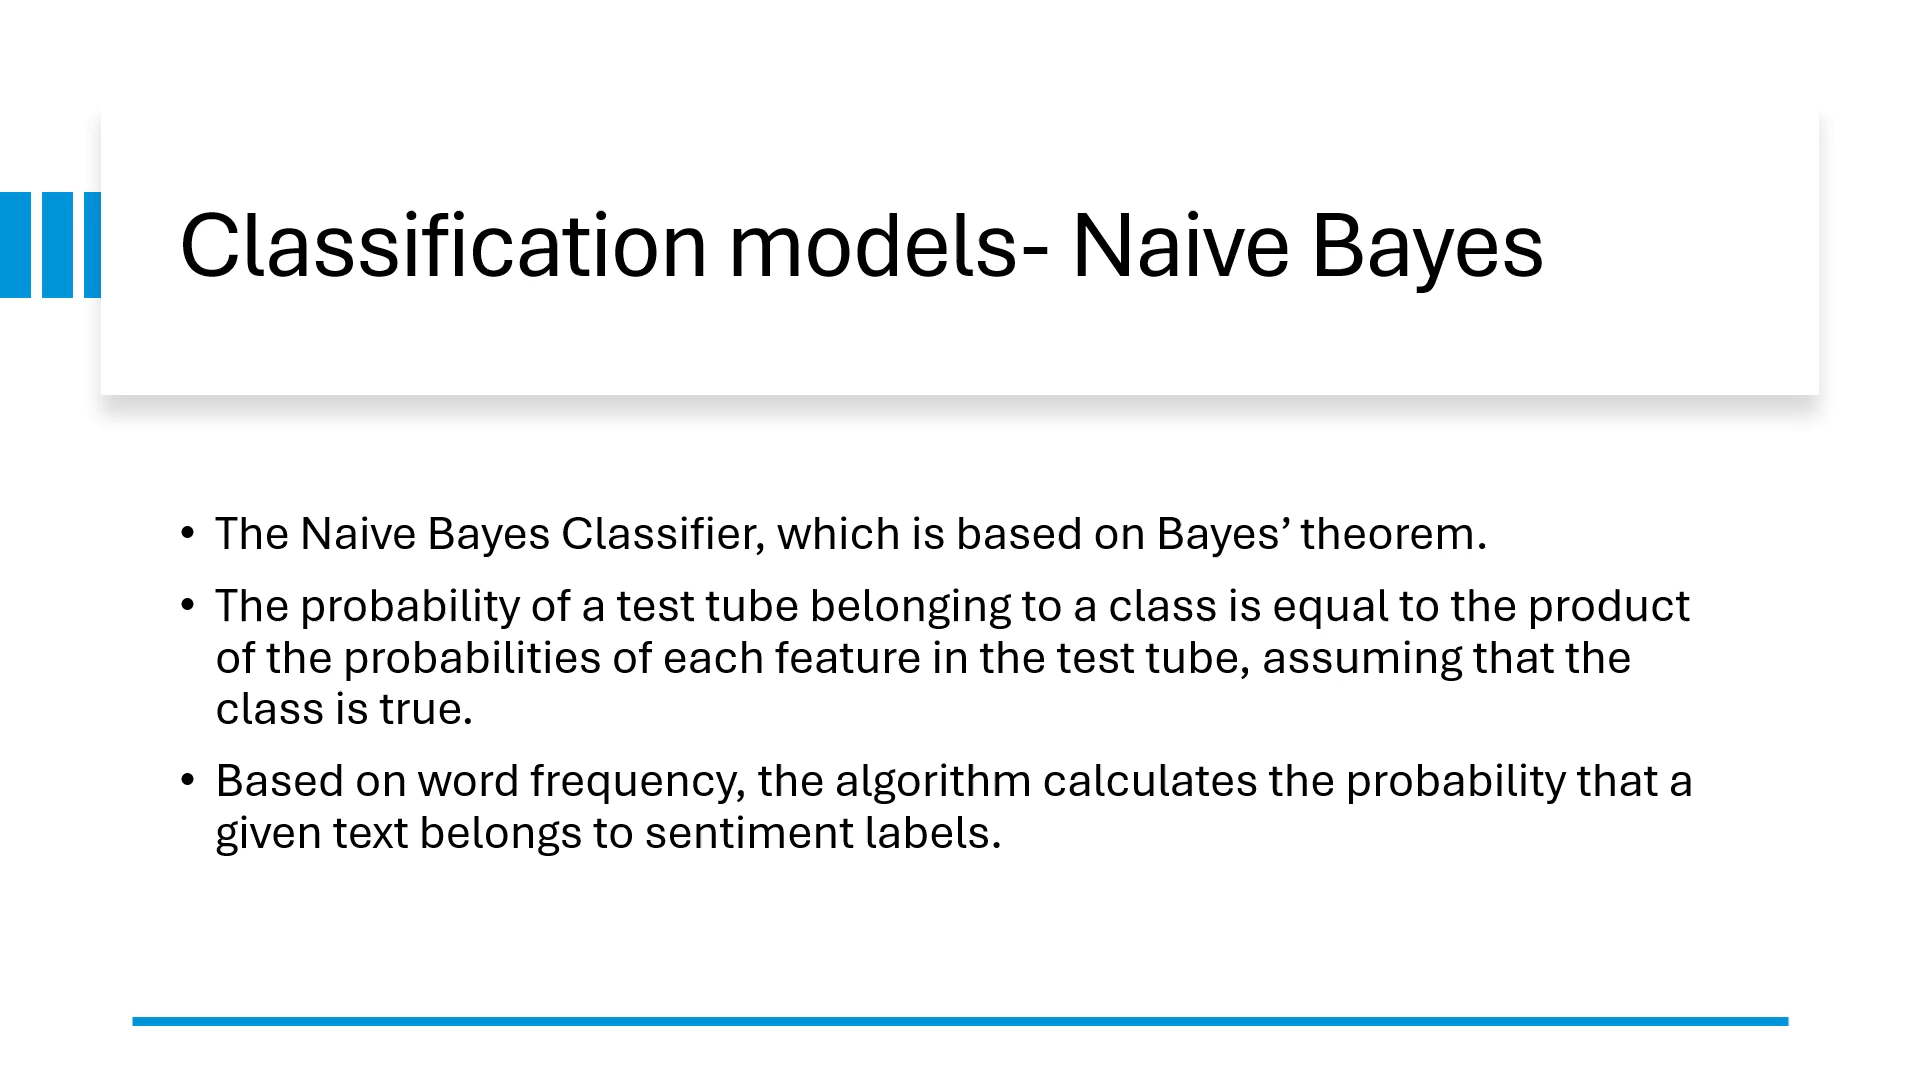 Classification models- Naive Bayes
• The Naive Bayes Classifier, which is based on Bayes’ theorem.
• The probability of a test tube belonging to a class is equal to the product
of the probabilities of each feature in the test tube, assuming that the
class is true.
• Based on word frequency, the algorithm calculates the probability that a
given text belongs to sentiment labels.